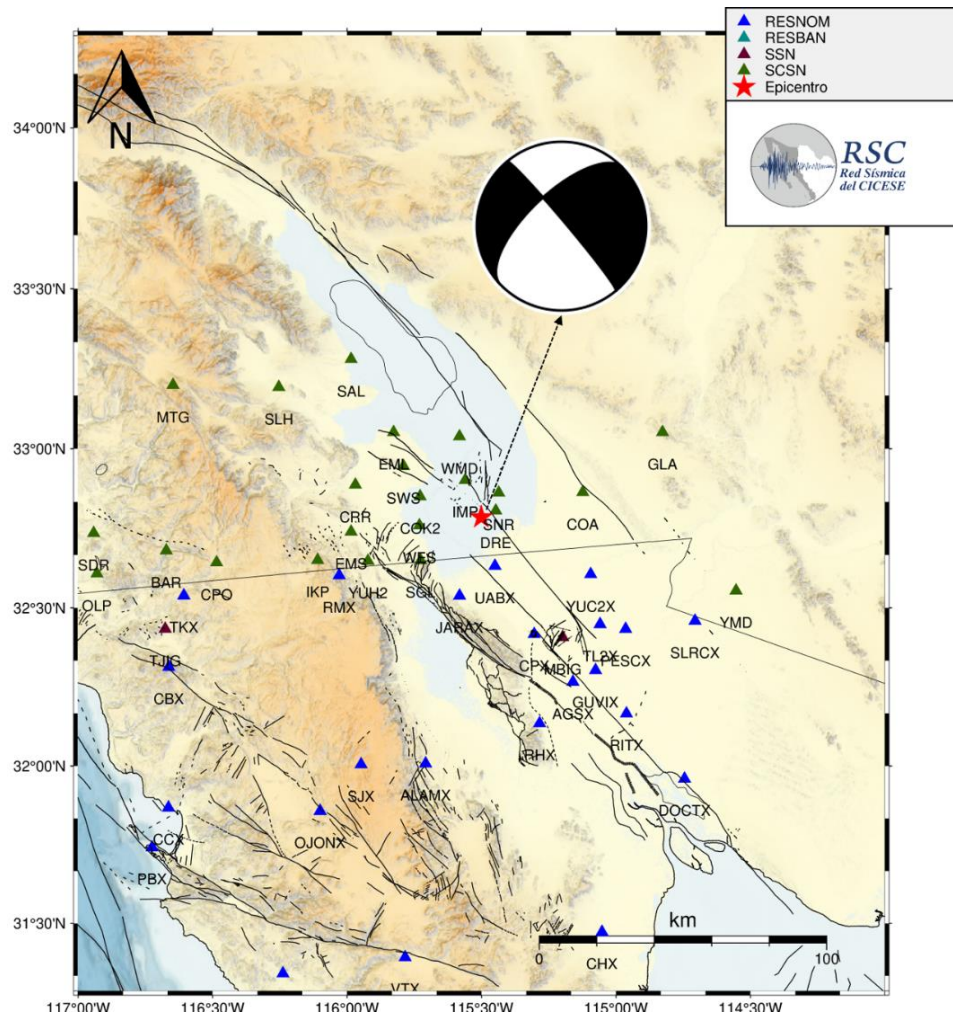 RESNOM
RESBAN
SSN
SCSN
Epicentro
RSC
Red Sísmica
del CICESE
N
34°00'N
33°30'N
33°00'N
32°30'N
32°00'N
31°30'N
MTG
SLH
SAL
EML
WMD
GLA
SWS
IMP
SNR
COA
CRR
COK2
DRE
SDR
BAR
CPO
EMS
WES
OLP
IKP
YUH2
SGL
RMX
UABX
YUC2X
YMD
TKX
JARAX
TL2X
PESCX
SLRCX
TJIG
CPX
MBIG
CBX
GUVIX
AGSX
RHX
RITX
SJX
ALAMX
DOCTX
CCX
OJONX
PBX
km
0
100
CHX
VTX
117°00'W
116°30'W
116°00'W
115°30'W
115°00'W
114°30'W